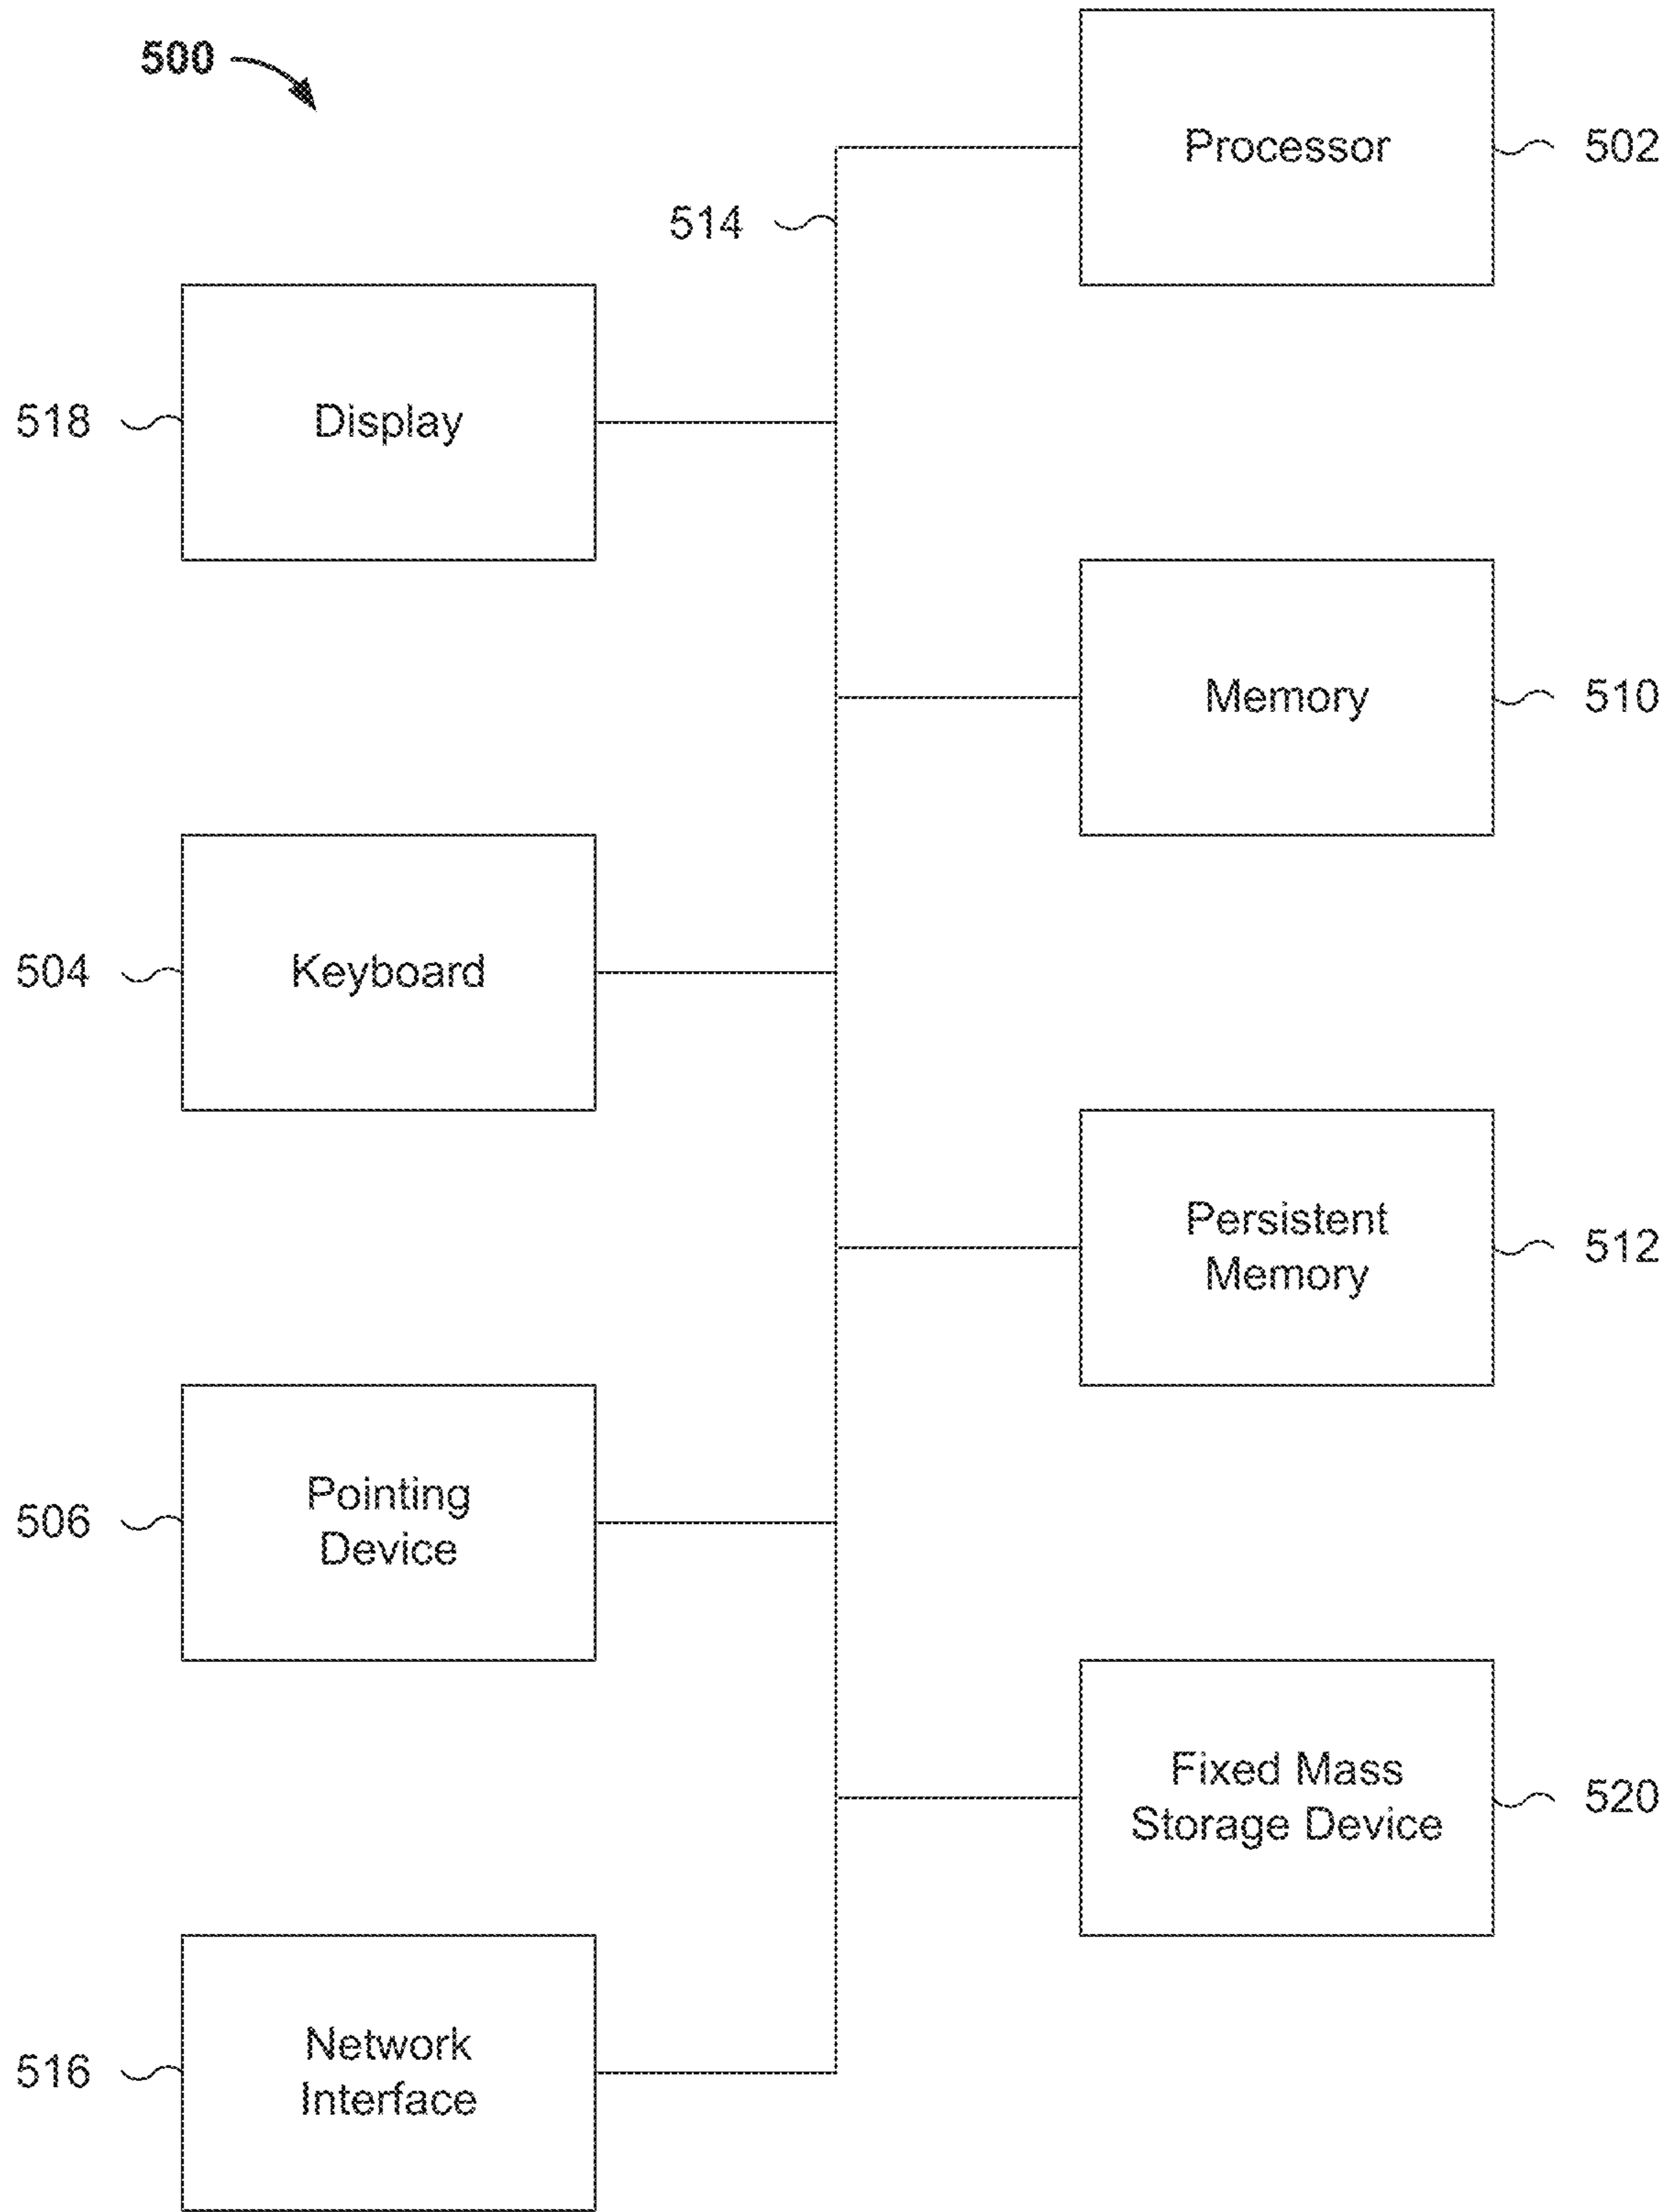 500
Processor
502
514
Display
518
Memory
510
Keyboard
504
Persistent
Memory
512
Pointing
Device
506
Fixed Mass
Storage Device
520
Network
Interface
516